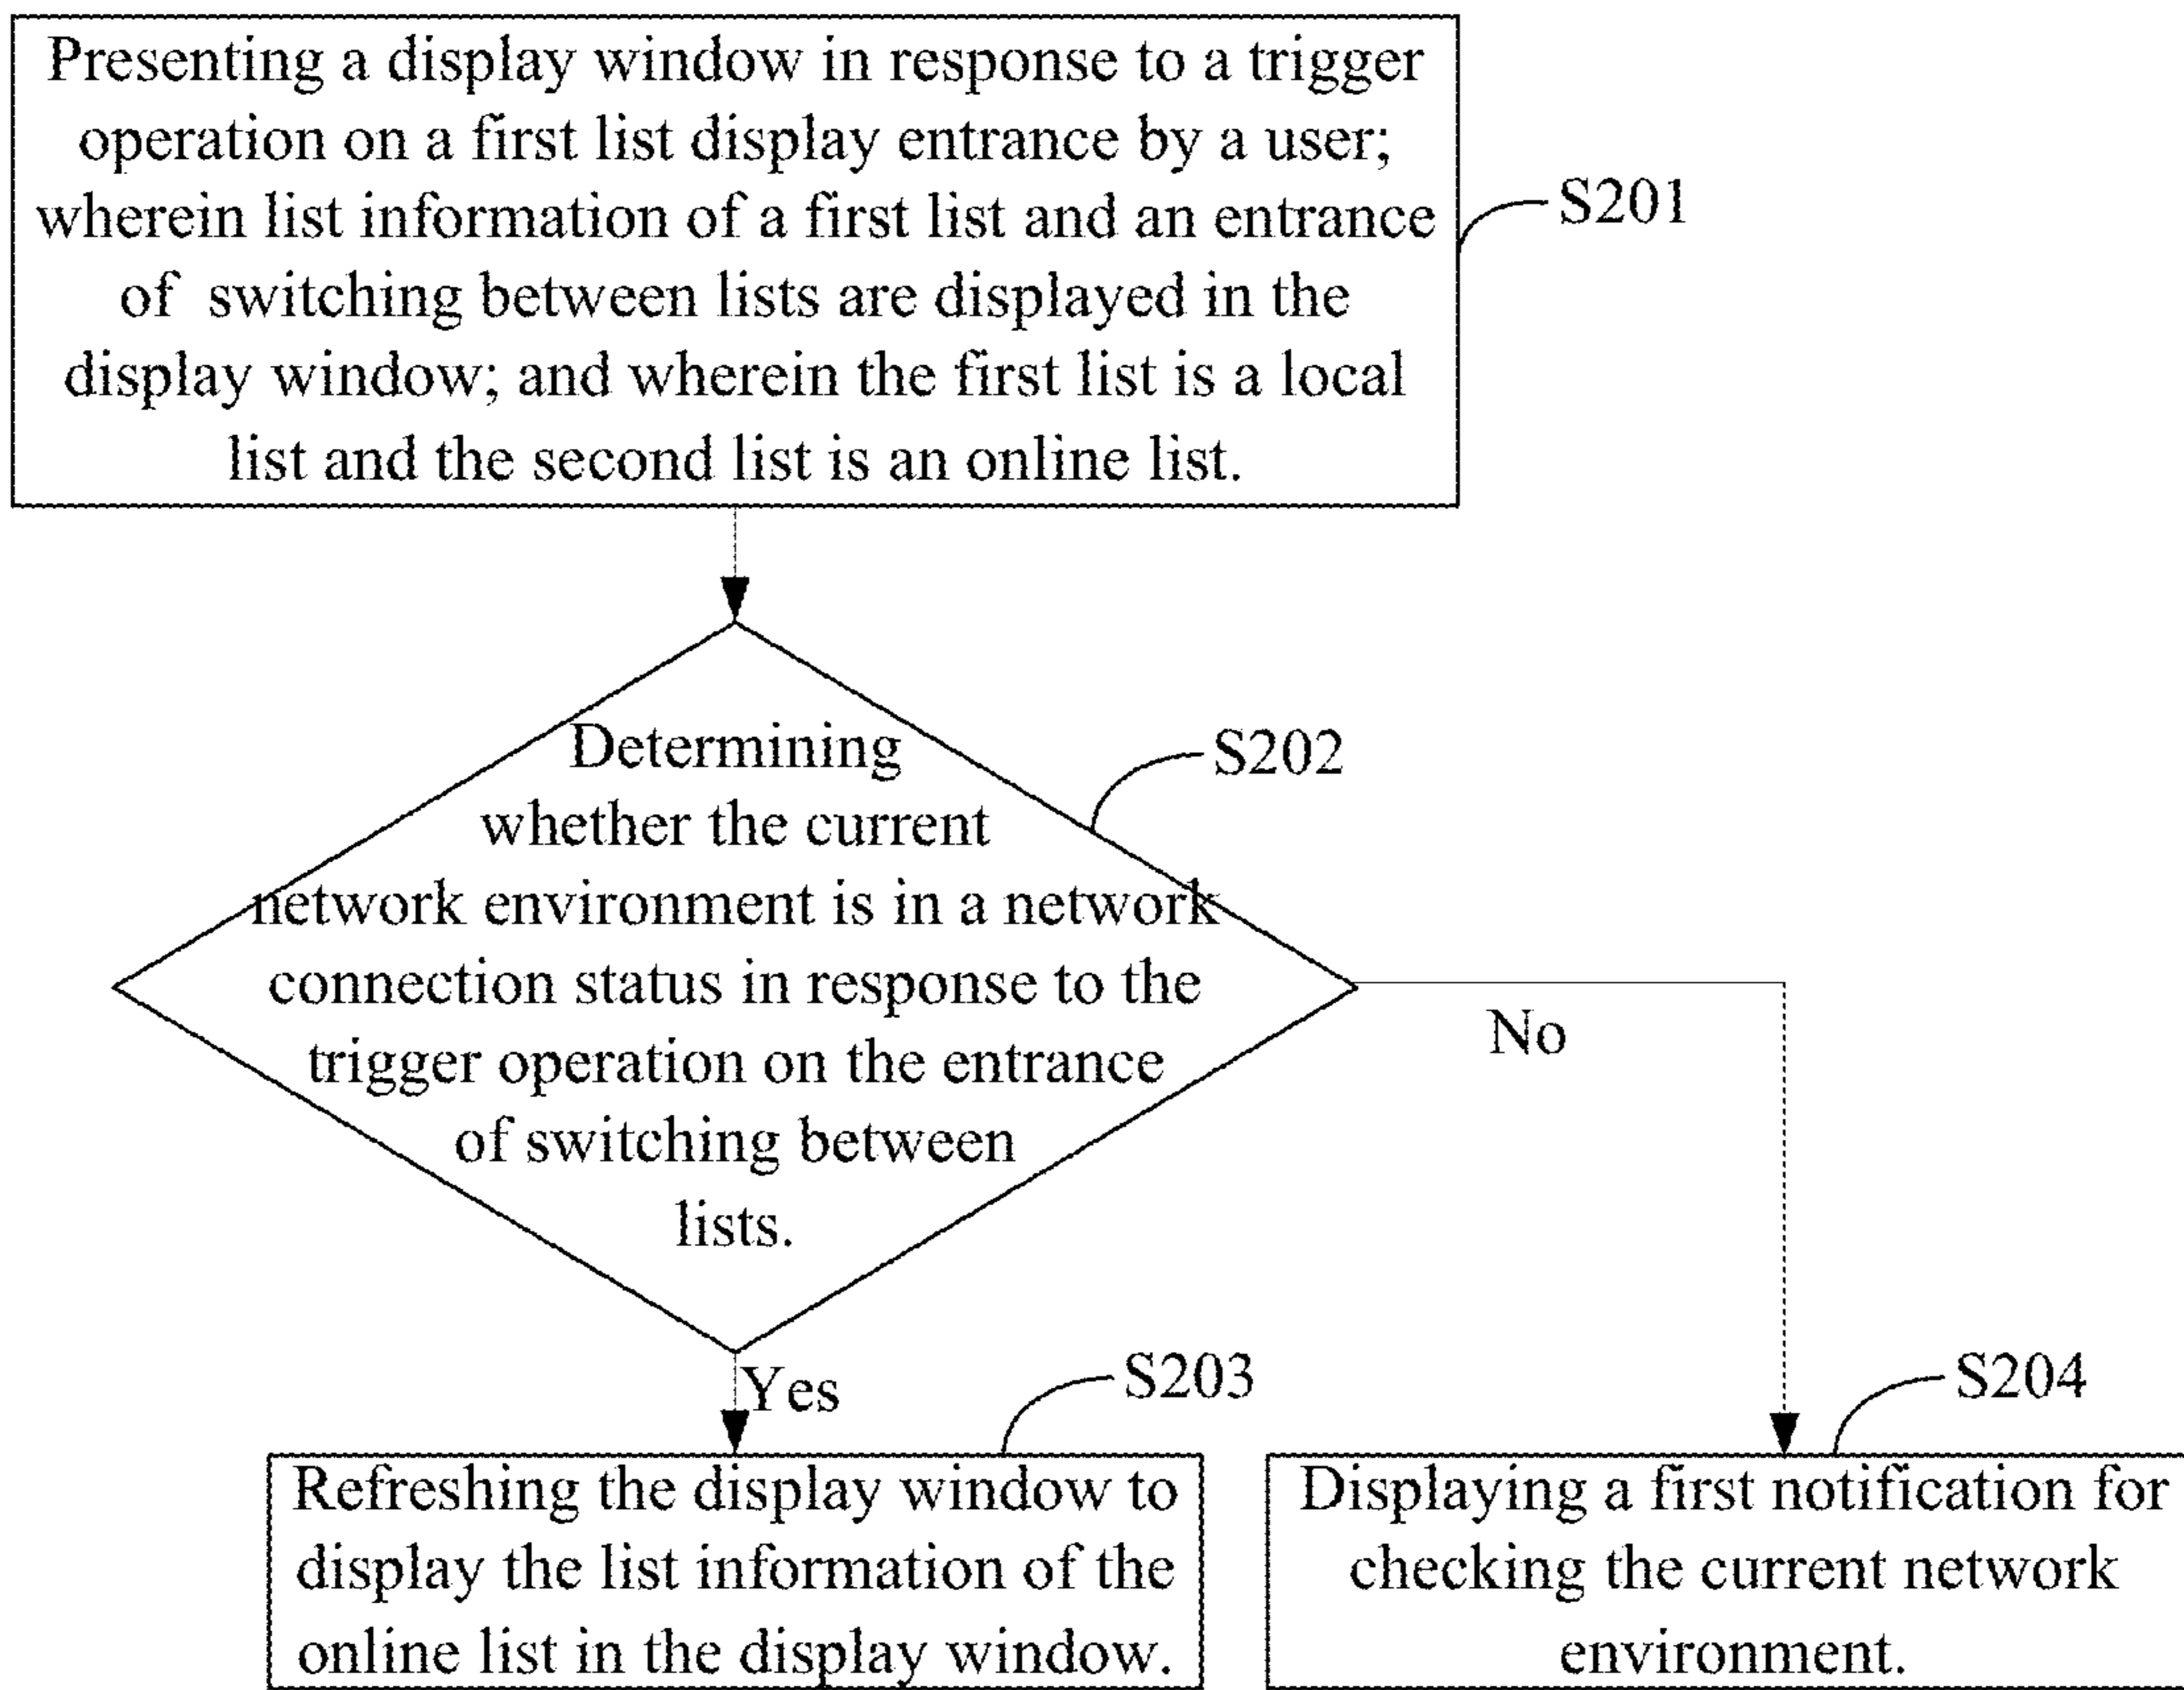 Presenting a display window in response to a trigger
operation on a first list display entrance by a user;
wherein list information of a first list and an entrance
of switching between lists are displayed in the
display window; and wherein the first list is a local
list and the second list is an online list.
S201
Determining
whether the current
network environment is in a network
connection status in response to the
trigger operation on the entrance
of switching between
lists.
S202
No
Yes
S203
Refreshing the display window to
display the list information of the
online list in the display window.
S204
Displaying a first notification for
checking the current network
environment.